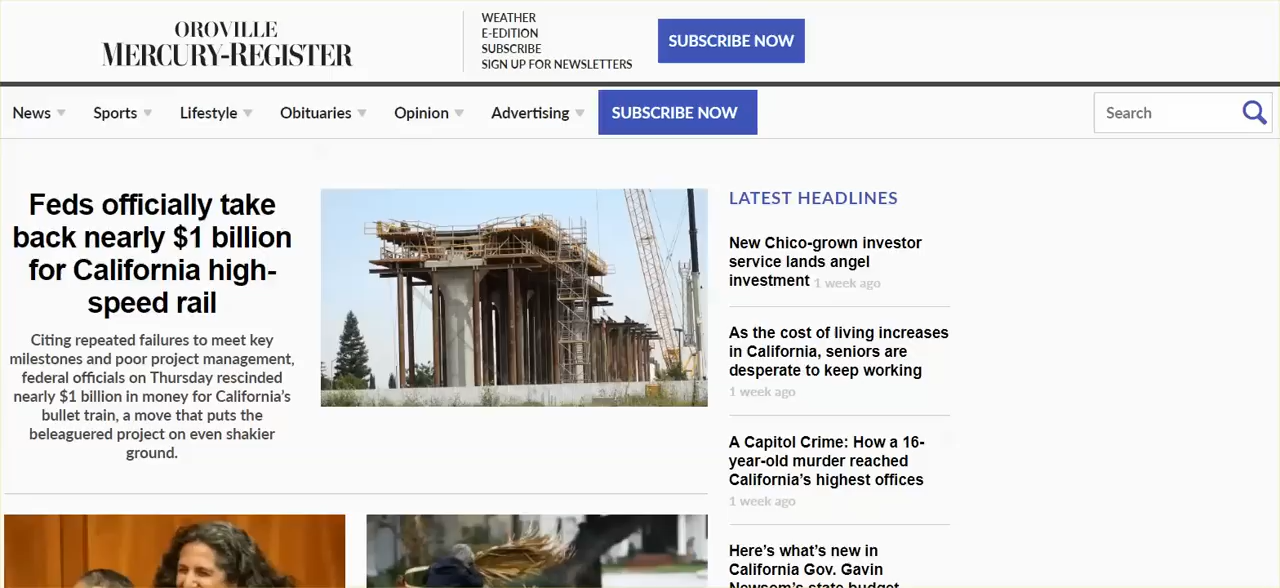 OROVILLE
MERCURY-REGISTER
WEATHER
E-EDITION
SUBSCRIBE
SIGN UP FOR NEWSLETTERS
SUBSCRIBE NOW
News
Sports
Lifestyle
Obituaries
Opinion
Advertising
SUBSCRIBE NOW
Search
Feds officially take
back nearly $1 billion
for California high-
speed rail
Citing repeated failures to meet key
milestones and poor project management,
federal officials on Thursday rescinded
nearly $1 billion in money for California's
bullet train, a move that puts the
beleaguered project on even shakier
ground.
LATEST HEADLINES
New Chico-grown investor
service lands angel
investment 1 week ago
As the cost of living increases
in California, seniors are
desperate to keep working
1 week ago
A Capitol Crime: How a 16-
year-old murder reached
California's highest offices
1 week ago
Here's what's new in
California Gov. Gavin
Newsom's state budget